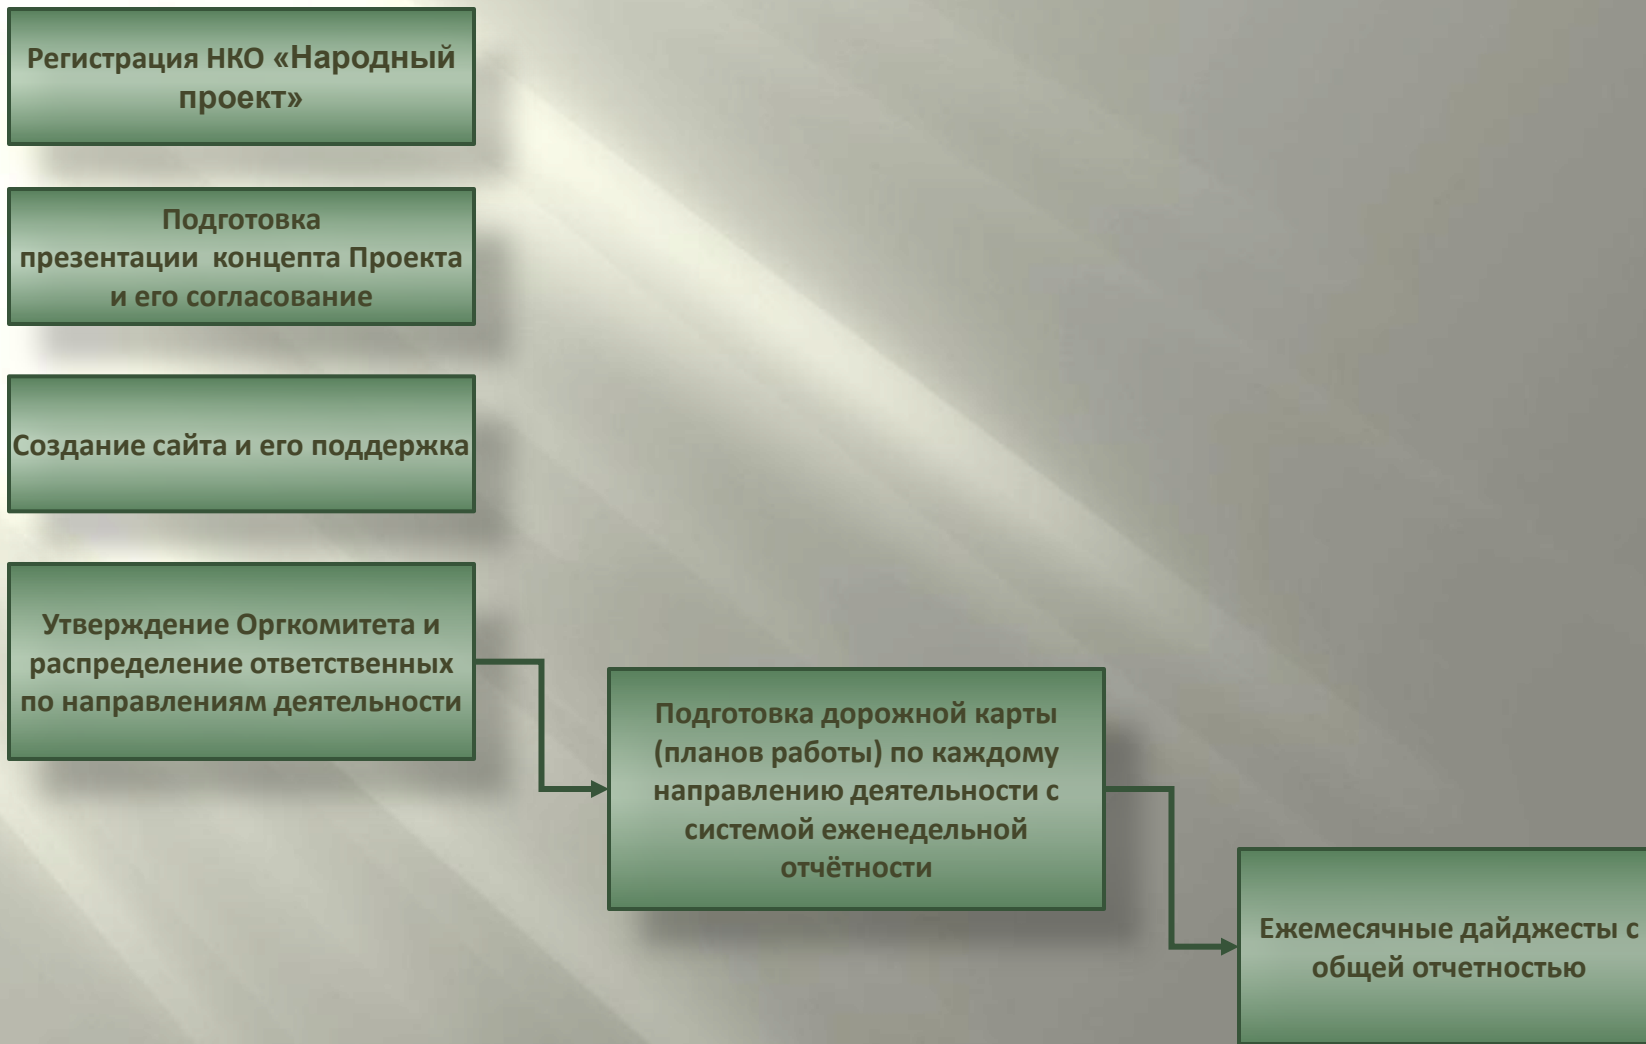 Регистрация НКО «Народный
проект»
Подготовка
презентации концепта Проекта
и его согласование
Создание сайта и его поддержка
Утверждение Оргкомитета и
распределение ответственных
по направлениям деятельности
Подготовка дорожной карты
(планов работы) по каждому
направлению деятельности с
системой еженедельной
отчётности
Ежемесячные дайджесты с
общей отчетностью